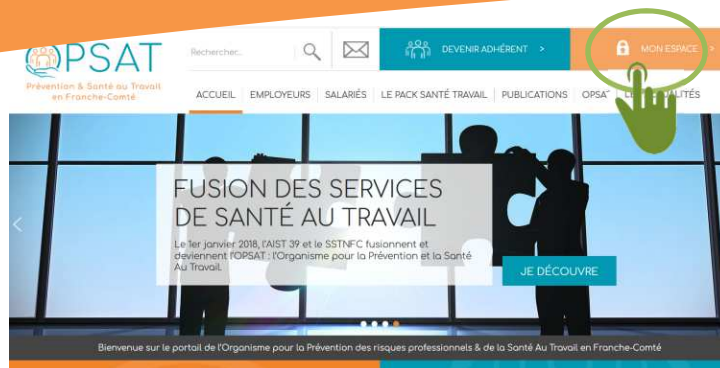 OPSAT
Prévention & Santé au Travail
en Franche-Comté
Rechercher...
DEVENIR ADHÉRENT >
MON ESPACE >
ACCUEIL
EMPLOYEURS
SALARIÉS
LE PACK SANTÉ TRAVAIL
PUBLICATIONS
FUSION DES SERVICES
DE SANTÉ AU TRAVAIL
Le 1er janvier 2018, l'AIST 39 et le SSTNFC fusionnent et
deviennent l'OPSAT : l'Organisme pour la Prévention et la Santé
Au Travail.
JE DÉCOUVRE
Bienvenue sur le portail de l'Organisme pour la Prévention des risques professionnels & de la Santé Au Travail en Franche-Comté